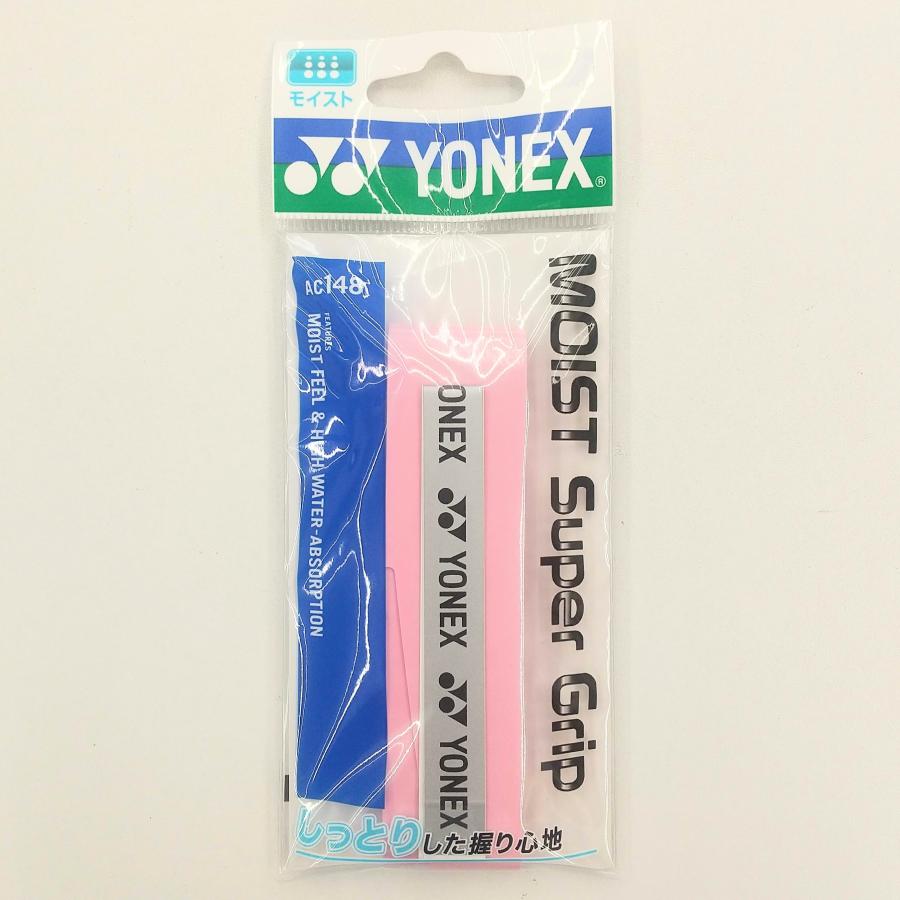 モイスト
YONEX®
AC148
FEATURES
MOIST FEEL & HIGH WATER-ABSORPTION
MOIST Super Grip
ONEX
YONEX
YONEX
しっとりした握り心地